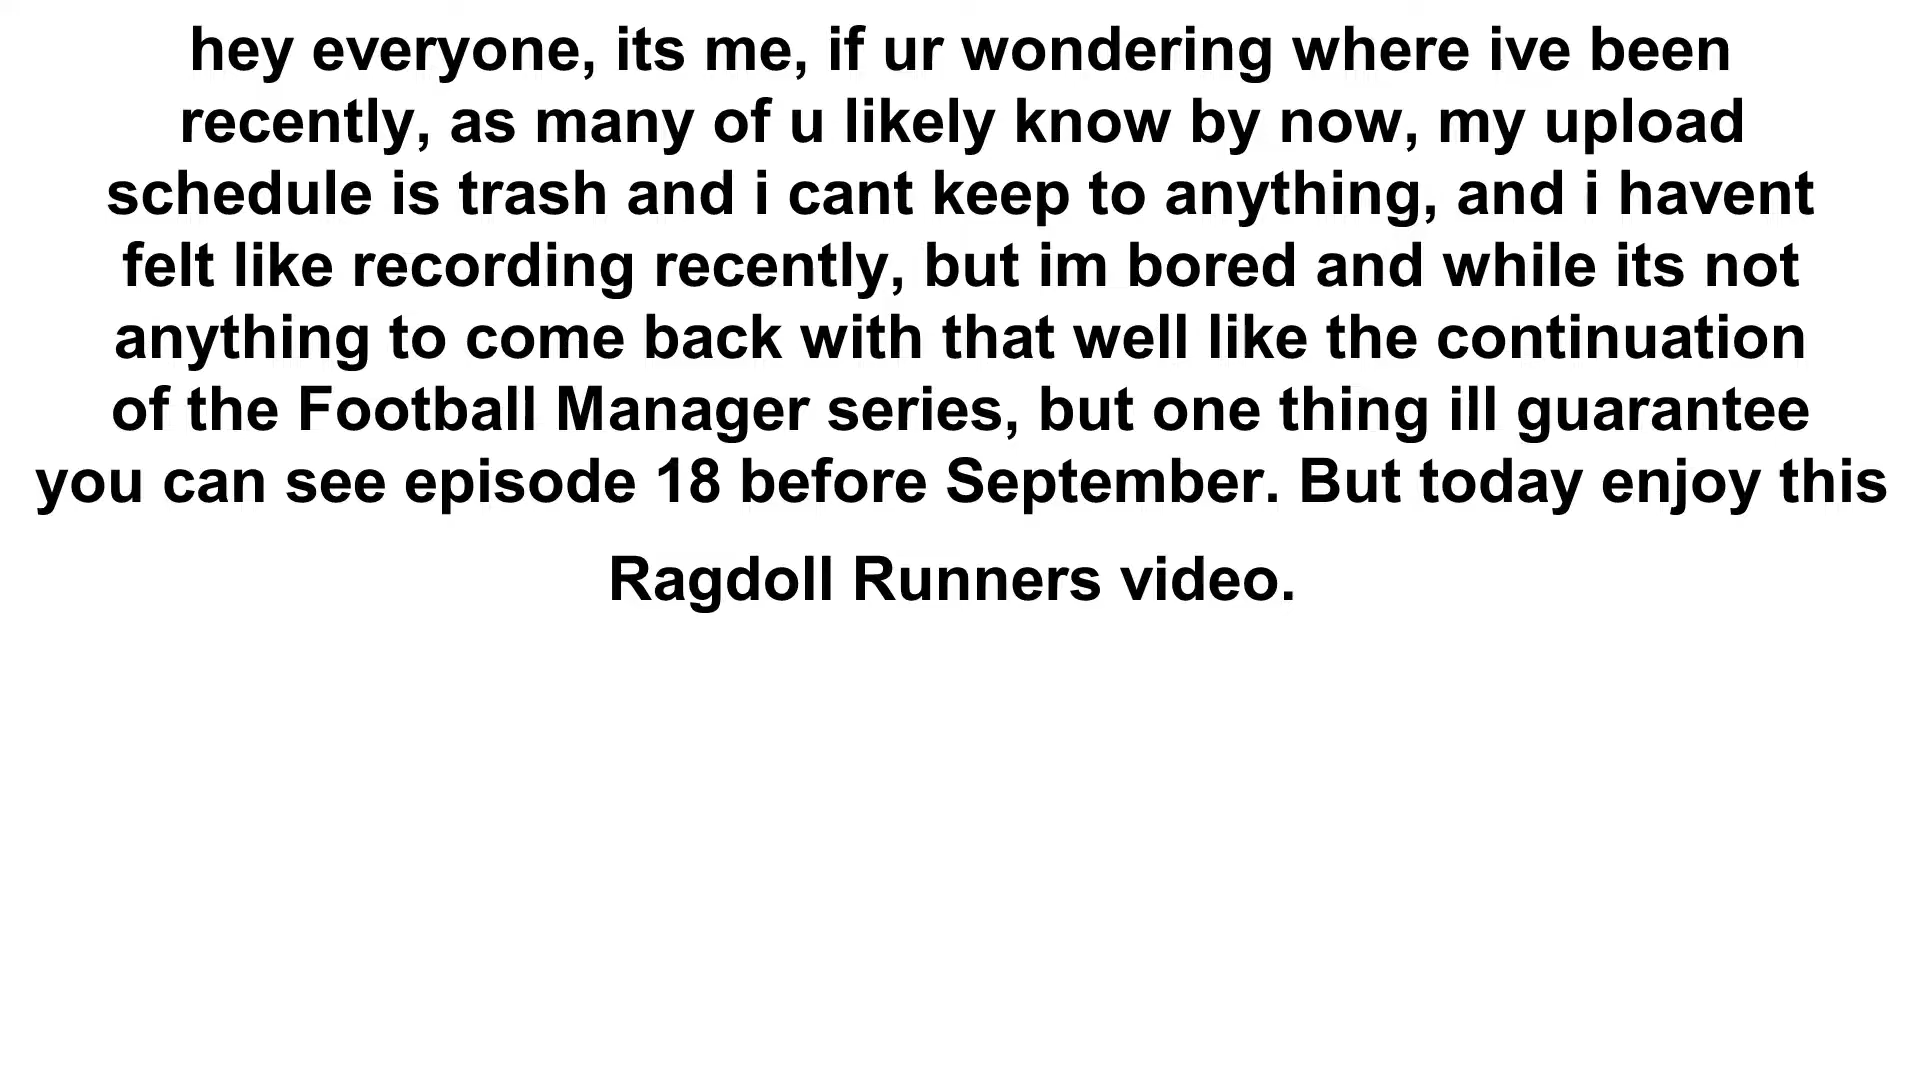 hey everyone, its me, if ur wondering where ive been
recently, as many of u likely know by now, my upload
schedule is trash and i cant keep to anything, and i havent
felt like recording recently, but im bored and while its not
anything to come back with that well like the continuation
of the Football Manager series, but one thing ill guarantee
you can see episode 18 before September. But today enjoy this
Ragdoll Runners video.